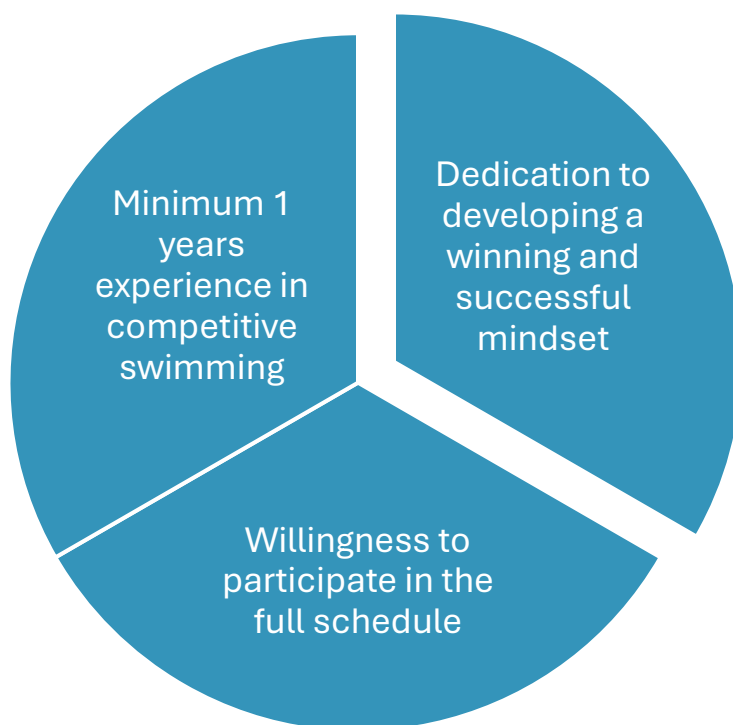 Minimum 1
years
experience in
competitive
swimming
Dedication to
developing a
winning and
successful
mindset
Willingness to
participate in the
full schedule